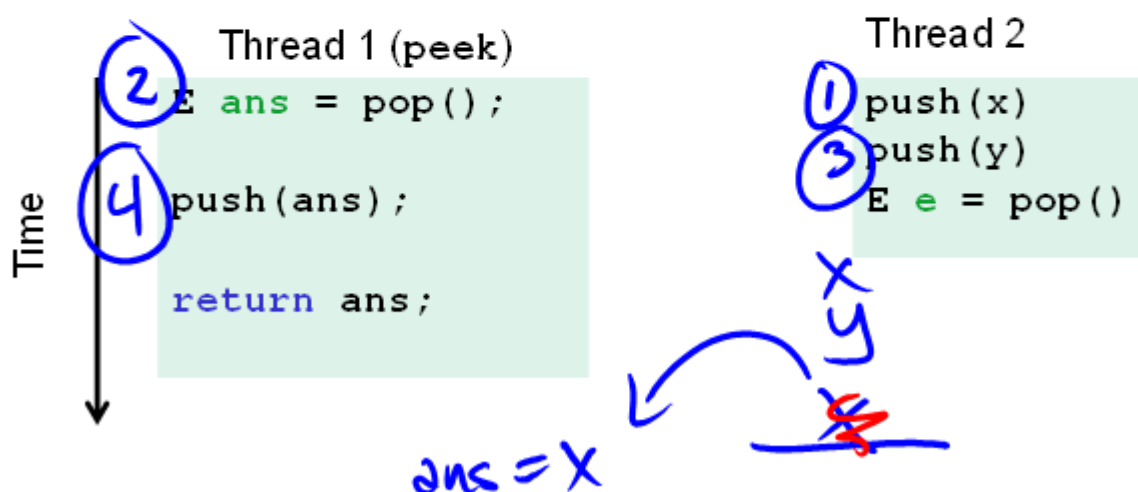 Thread 1 (peek)
2
E ans = pop();
4
push(ans);
return ans;
Time
Thread 2
1
push(x)
3
push(y)
E e = pop()
x
y
x
ans = x